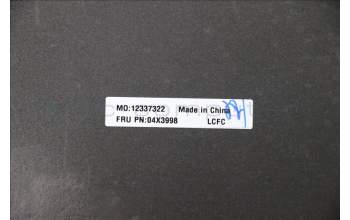 MO:12337322 Made in China
FRU PN:04X3998 LCFC